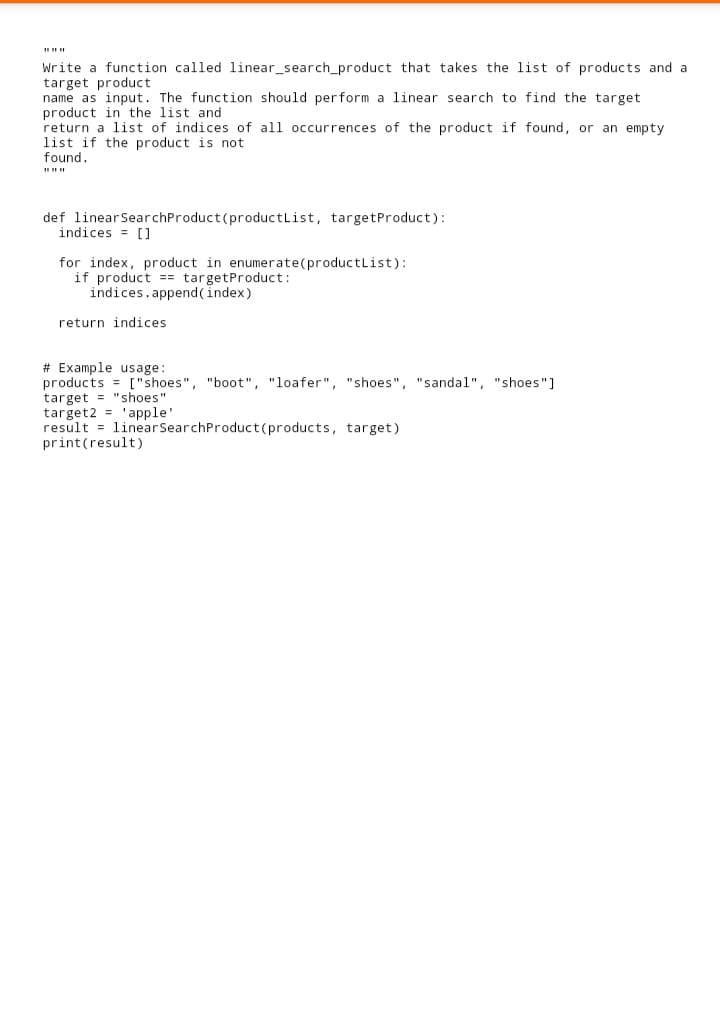 """
Write a function called linear_search_product that takes the list of products and a
target product
name as input. The function should perform a linear search to find the target
product in the list and
return a list of indices of all occurrences of the product if found, or an empty
list if the product is not
found.
"""
def linearSearchProduct(productList, targetProduct):
  indices = []
  for index, product in enumerate(productList):
    if product == targetProduct:
      indices.append(index)
  return indices
# Example usage:
products = ["shoes", "boot", "loafer", "shoes", "sandal", "shoes"]
target = "shoes"
target2 = 'apple'
result = linearSearchProduct(products, target)
print(result)